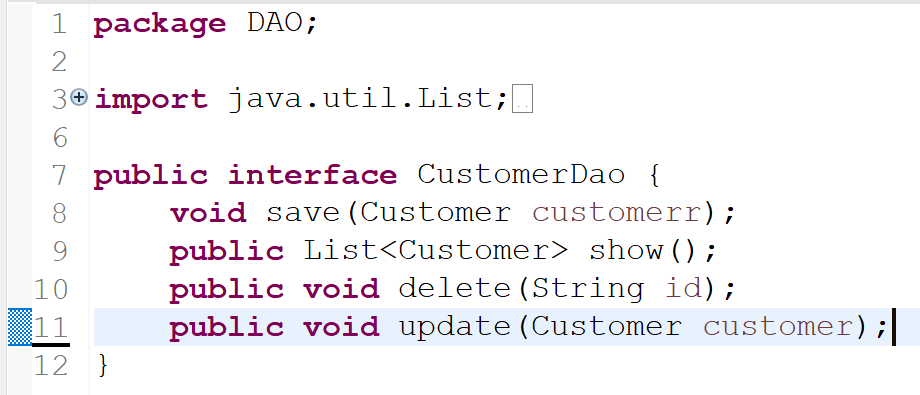 1 package DAO;
2
3 import java.util.List;
6
7 public interface CustomerDao {
8 void save(Customer customerr);
9 public List<Customer> show();
10 public void delete(String id);
11 public void update(Customer customer);
12 }